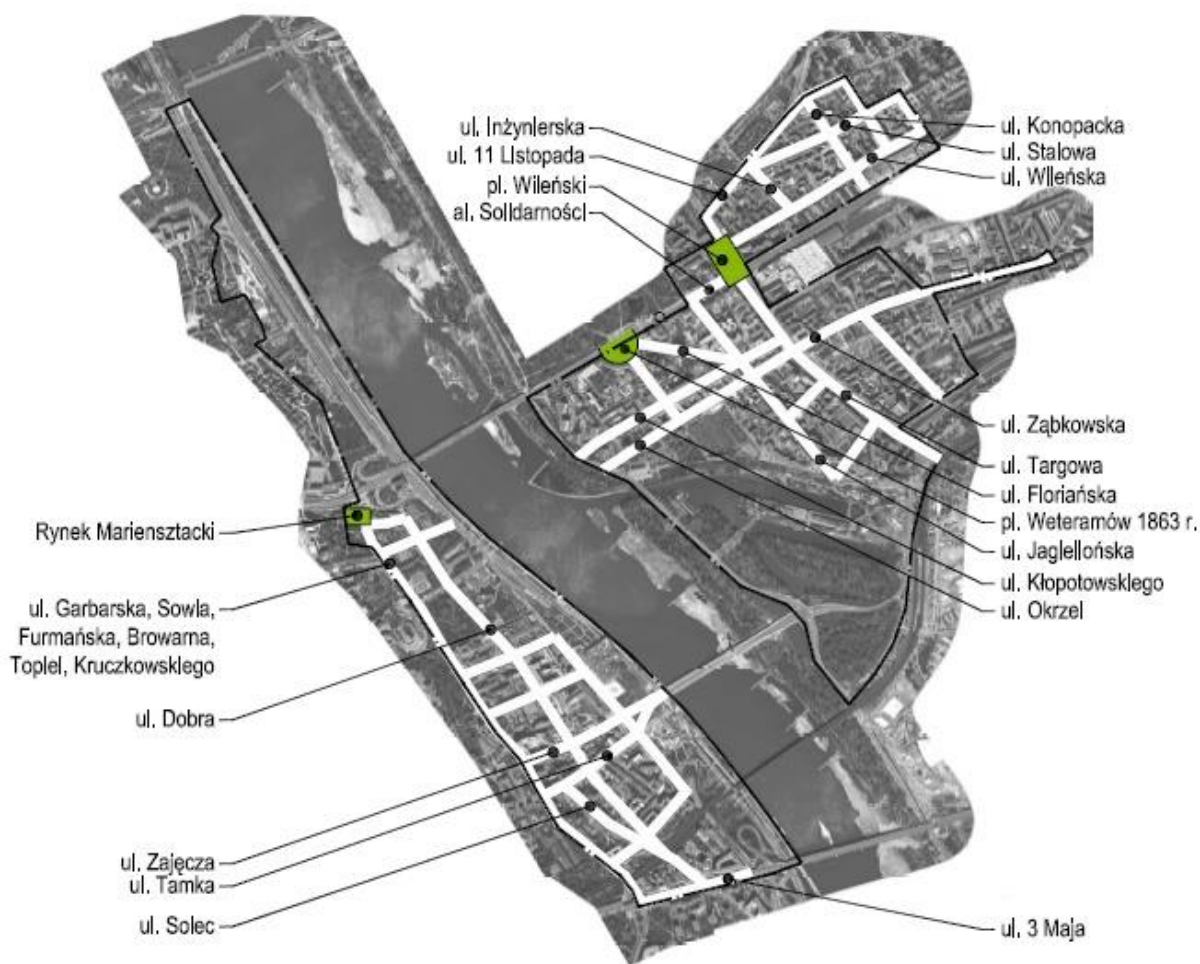 ul. Inżynierska
ul. 11 Listopada
pl. Wileński
al. Solidarności
ul. Konopacka
ul. Stalowa
ul. Wileńska
ul. Ząbkowska
ul. Targowa
ul. Floriańska
pl. Weteramów 1863 r.
ul. Jagiellońska
ul. Kłopotowskiego
ul. Okrzei
Rynek Mariensztacki
ul. Garbarska, Sowia,
Furmańska, Browarna,
Topiel, Kruczkowskiego
ul. Dobra
ul. Zajęcza
ul. Tamka
ul. Solec
ul. 3 Maja